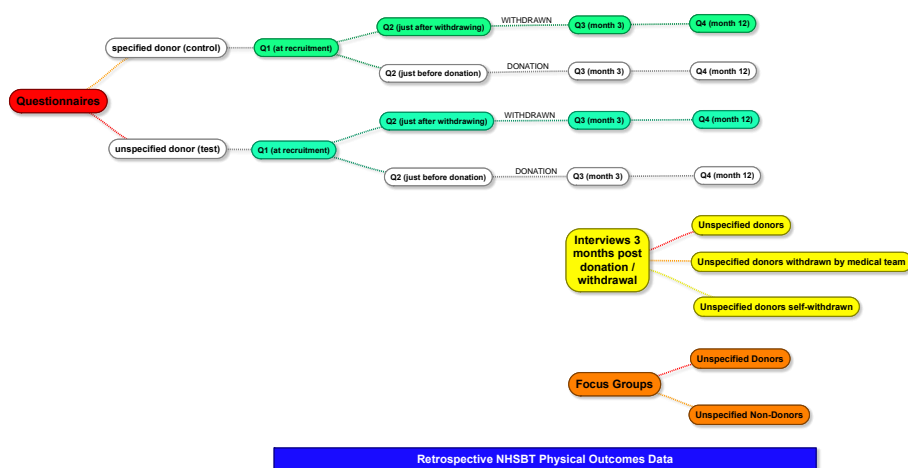 WITHDRAWN
Q2 (just after withdrawing)
Q3 (month 3)
Q4 (month 12)
specified donor (control)
Q1 (at recruitment)
DONATION
Q2 (just before donation)
Q3 (month 3)
Q4 (month 12)
Questionnaires
WITHDRAWN
Q2 (just after withdrawing)
Q3 (month 3)
Q4 (month 12)
unspecified donor (test)
Q1 (at recruitment)
DONATION
Q2 (just before donation)
Q3 (month 3)
Q4 (month 12)
Interviews 3
months post
donation /
withdrawal
Unspecified donors
Unspecified donors withdrawn by medical team
Unspecified donors self-withdrawn
Focus Groups
Unspecified Donors
Unspecified Non-Donors
Retrospective NHSBT Physical Outcomes Data